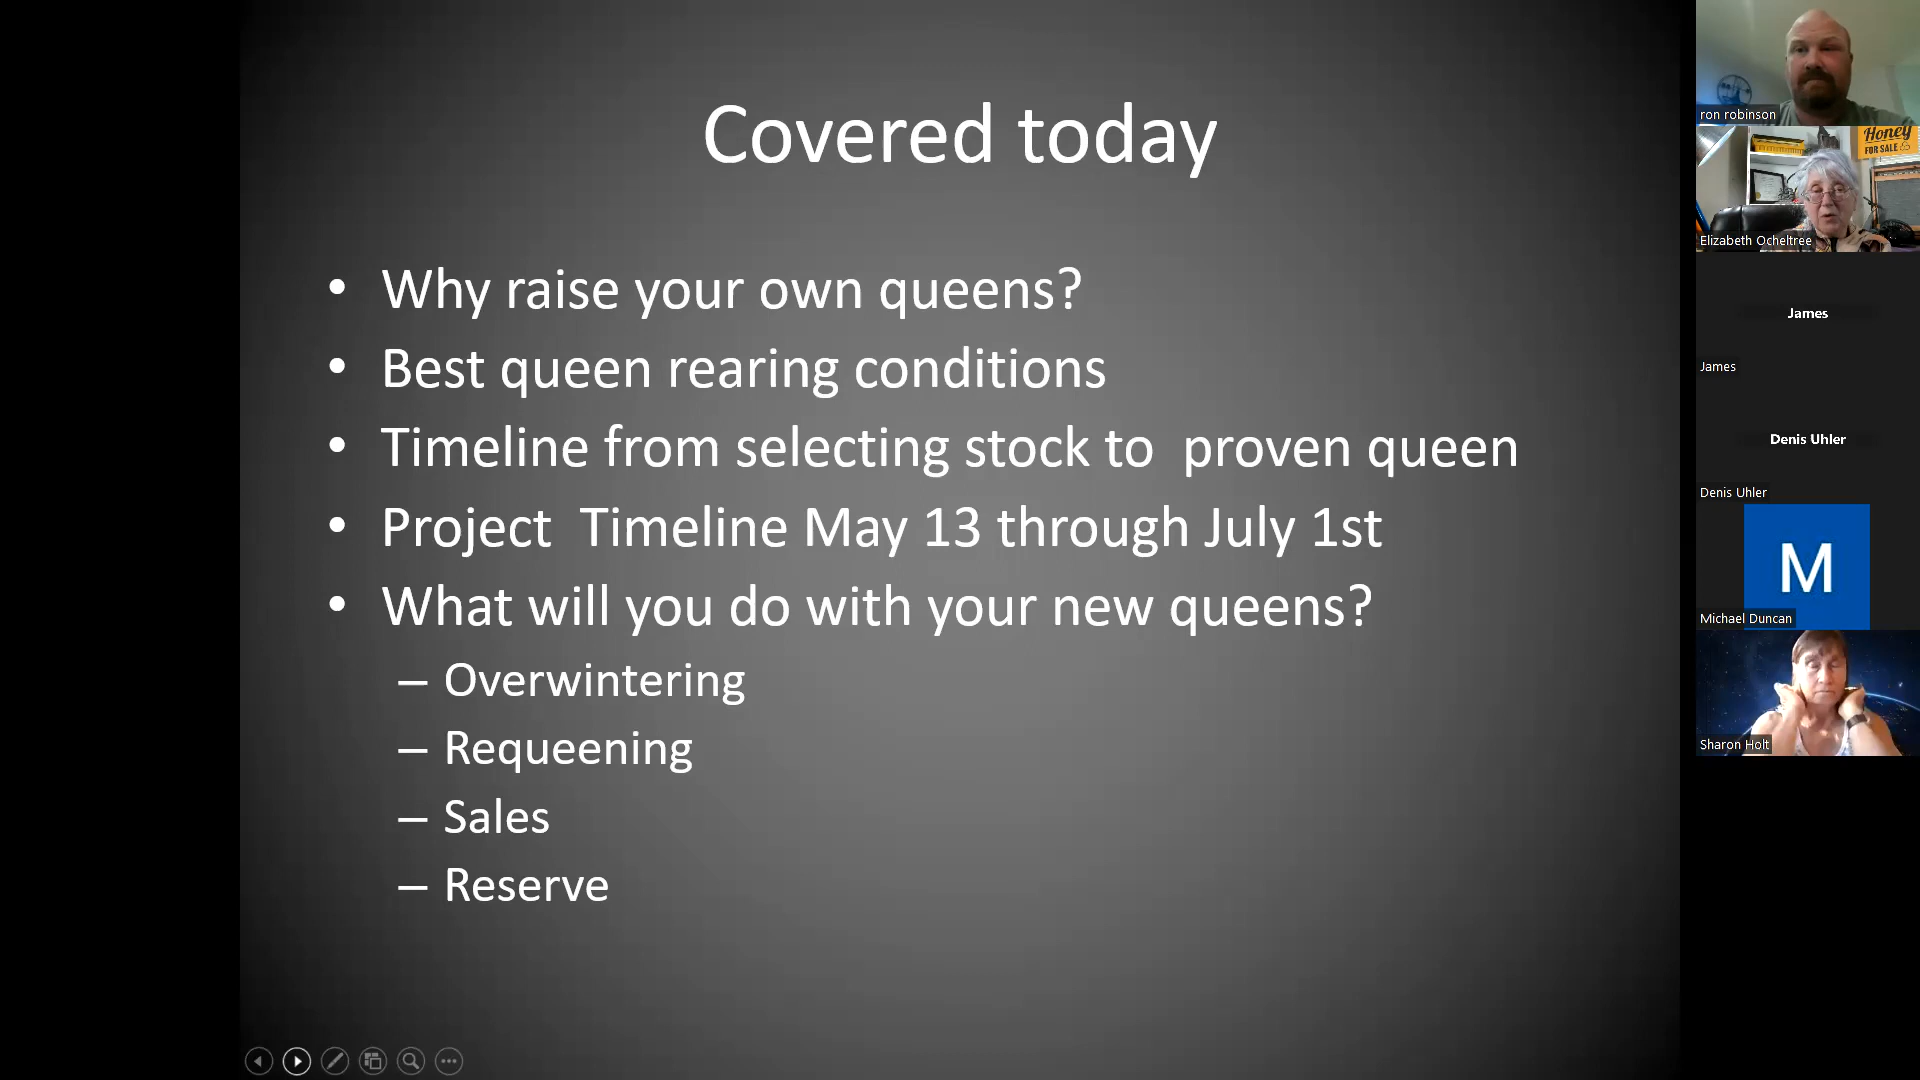 Covered today
• Why raise your own queens?
• Best queen rearing conditions
• Timeline from selecting stock to  proven queen
• Project  Timeline May 13 through July 1st
• What will you do with your new queens?
– Overwintering
– Requeening
– Sales
– Reserve
ron robinson
Honey
FOR SALE
Elizabeth Ocheltree
James
James
Denis Uhler
Denis Uhler
M
Michael Duncan
Sharon Holt